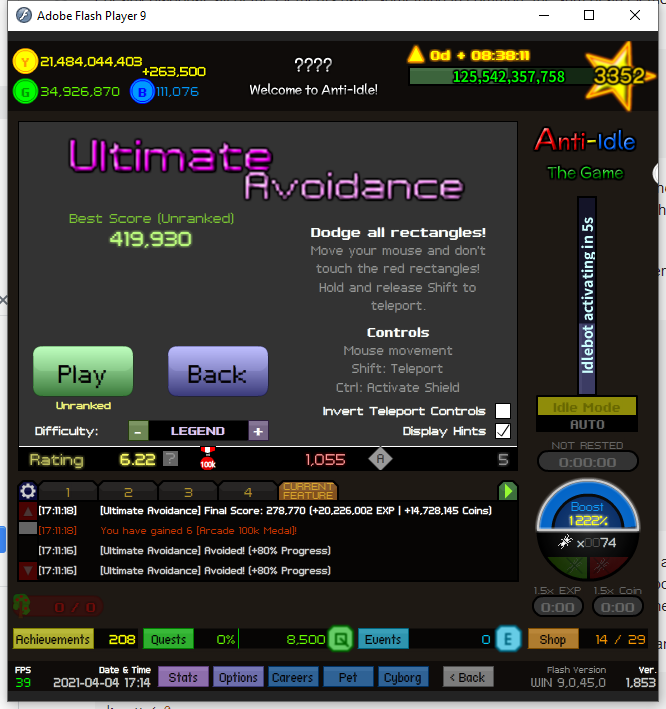 Adobe Flash Player 9
Y 21,484,044,403
+263,500
G 34,926,870 B 111,076
????
Welcome to Anti-Idle!
0d + 08:38:11
125,542,357,758
3352
Ultimate
Avoidance
Best Score (Unranked)
419,930
Dodge all rectangles!
Move your mouse and don't
touch the red rectangles!
Hold and release Shift to
teleport.
Controls
Mouse movement
Shift: Teleport
Ctrl: Activate Shield
Play
Back
Unranked
Invert Teleport Controls
Difficulty: - LEGEND +
Display Hints
Rating 6.22 ? 100k 1,055 A 5
Anti-Idle
The Game
Idlebot activating in 5s
Idle Mode
AUTO
NOT RESTED
0:00:00
Boost
1222%
x0074
1.5x EXP 1.5x Coin
0:00 0:00
1 2 3 4 CURRENT
FEATURE
[17:11:18] [Ultimate Avoidance] Final Score: 278,770 (+20,226,002 EXP | +14,728,145 Coins)
[17:11:18] You have gained 6 [Arcade 100k Medal]!
[17:11:16] [Ultimate Avoidance] Avoided! (+80% Progress)
[17:11:16] [Ultimate Avoidance] Avoided! (+80% Progress)
0 / 0
Achievements 208 Quests 0% 8,500 Q Events 0 E Shop 14 / 29
FPS
39
Date & Time
2021-04-04 17:14
Stats Options Careers Pet Cyborg < Back
Flash Version
WIN 9,0,45,0
Ver.
1,853